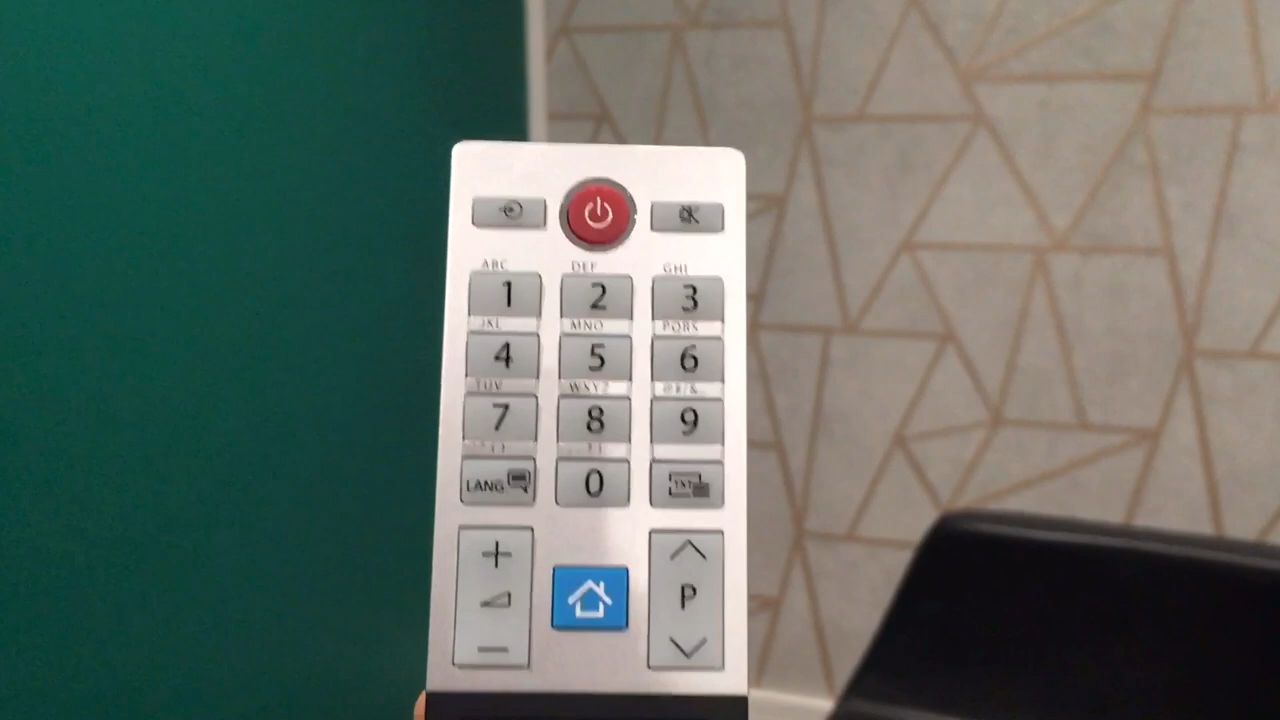 ABC DEF GHI
1 2 3
JKL MNO PQRS
4 5 6
TUV WXYZ @#/&
7 8 9
LANG 0 TXT
P